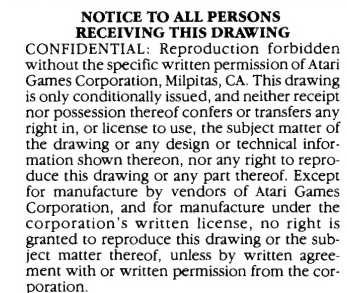 NOTICE TO ALL PERSONS
RECEIVING THIS DRAWING
CONFIDENTIAL: Reproduction forbidden
without the specific written permission of Atari
Games Corporation, Milpitas, CA. This drawing
is only conditionally issued, and neither receipt
nor possession thereof confers or transfers any
right in, or license to use, the subject matter of
the drawing or any design or technical infor-
mation shown thereon, nor any right to repro-
duce this drawing or any part thereof. Except
for manufacture by vendors of Atari Games
Corporation, and for manufacture under the
corporation's written license, no right is
granted to reproduce this drawing or the sub-
ject matter thereof, unless by written agree-
ment with or written permission from the cor-
poration.